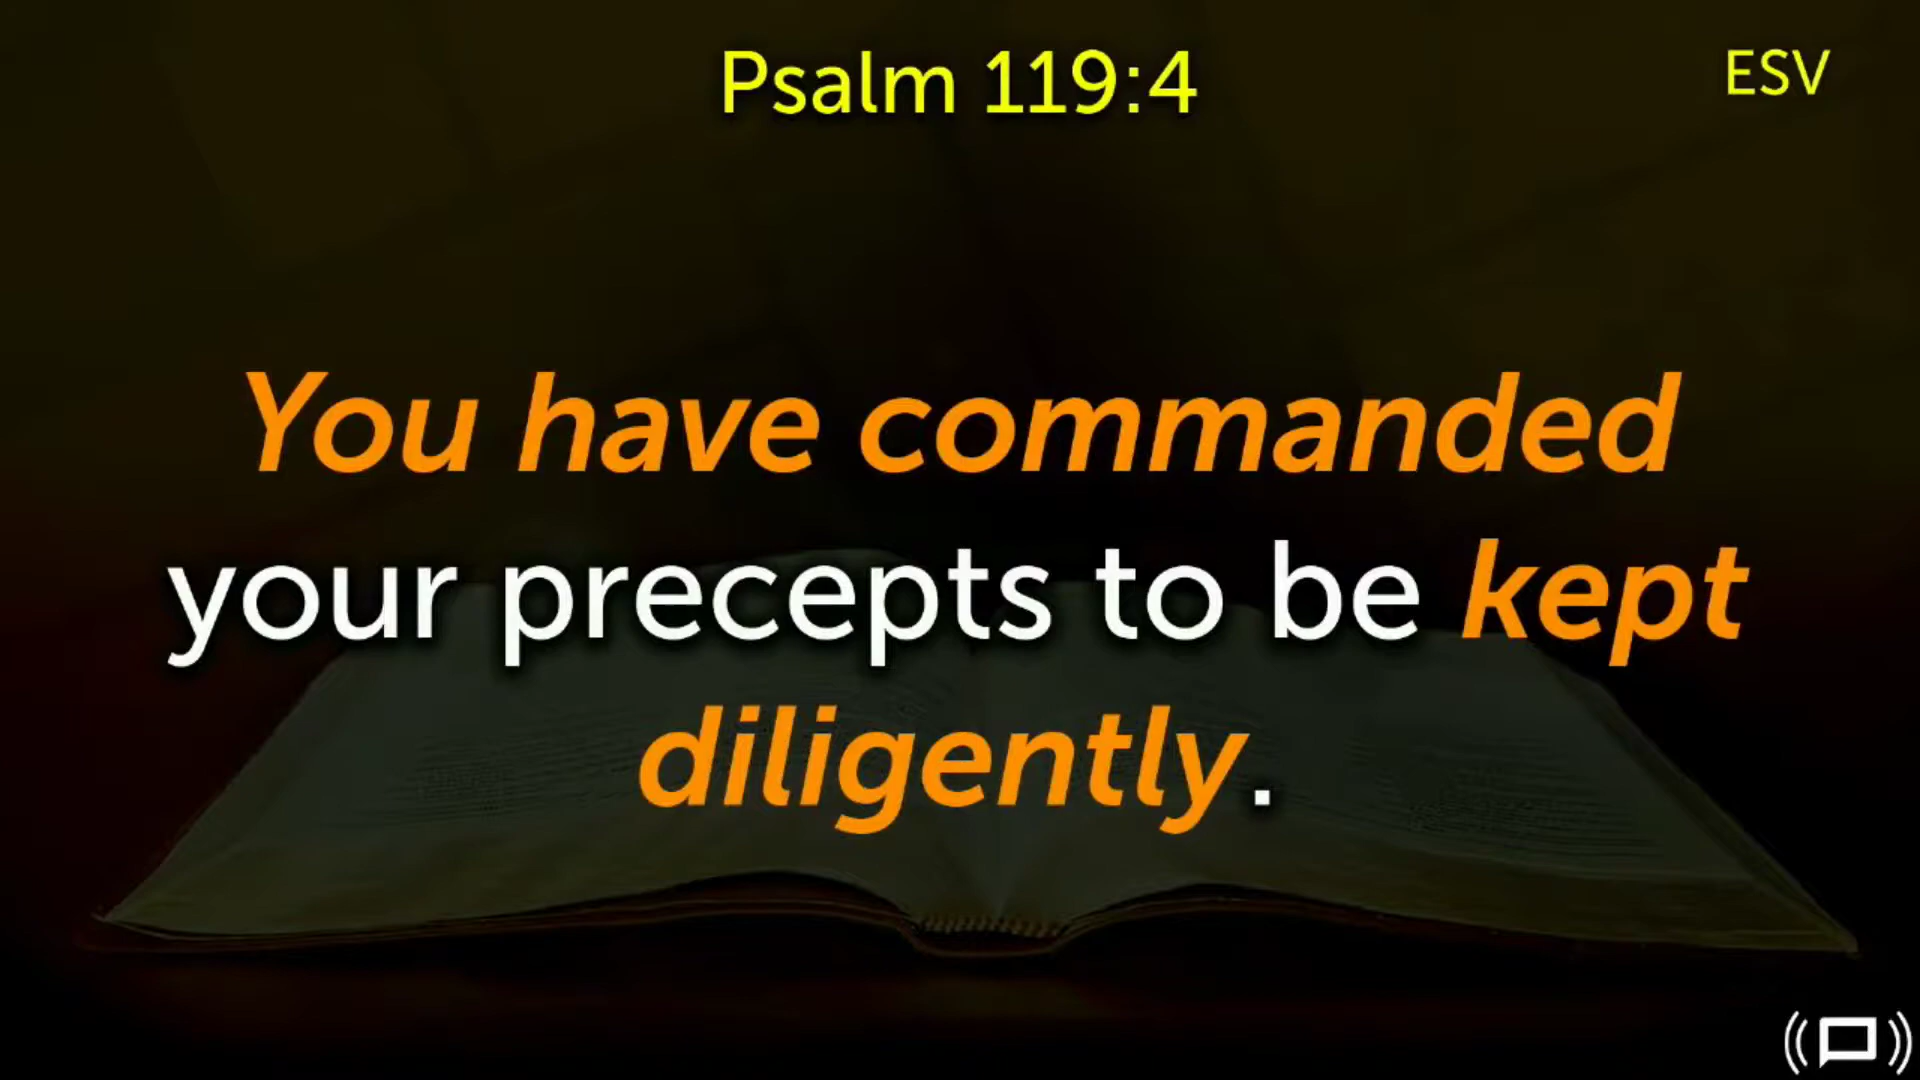 Psalm 119:4
ESV
You have commanded
your precepts to be kept
diligently.